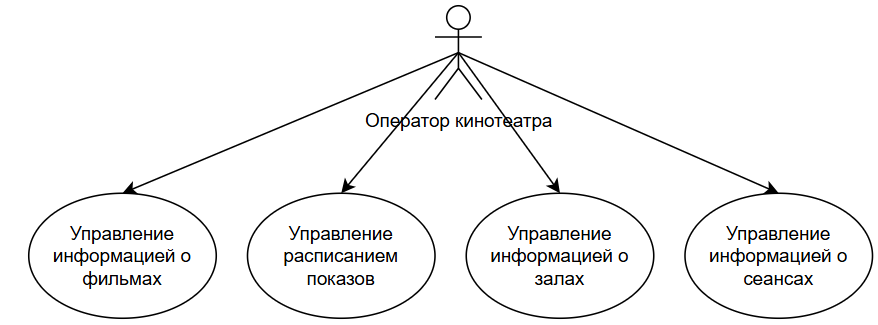 Оператор кинотеатра
Управление
информацией о
фильмах
Управление
расписанием
показов
Управление
информацией о
залах
Управление
информацией о
сеансах